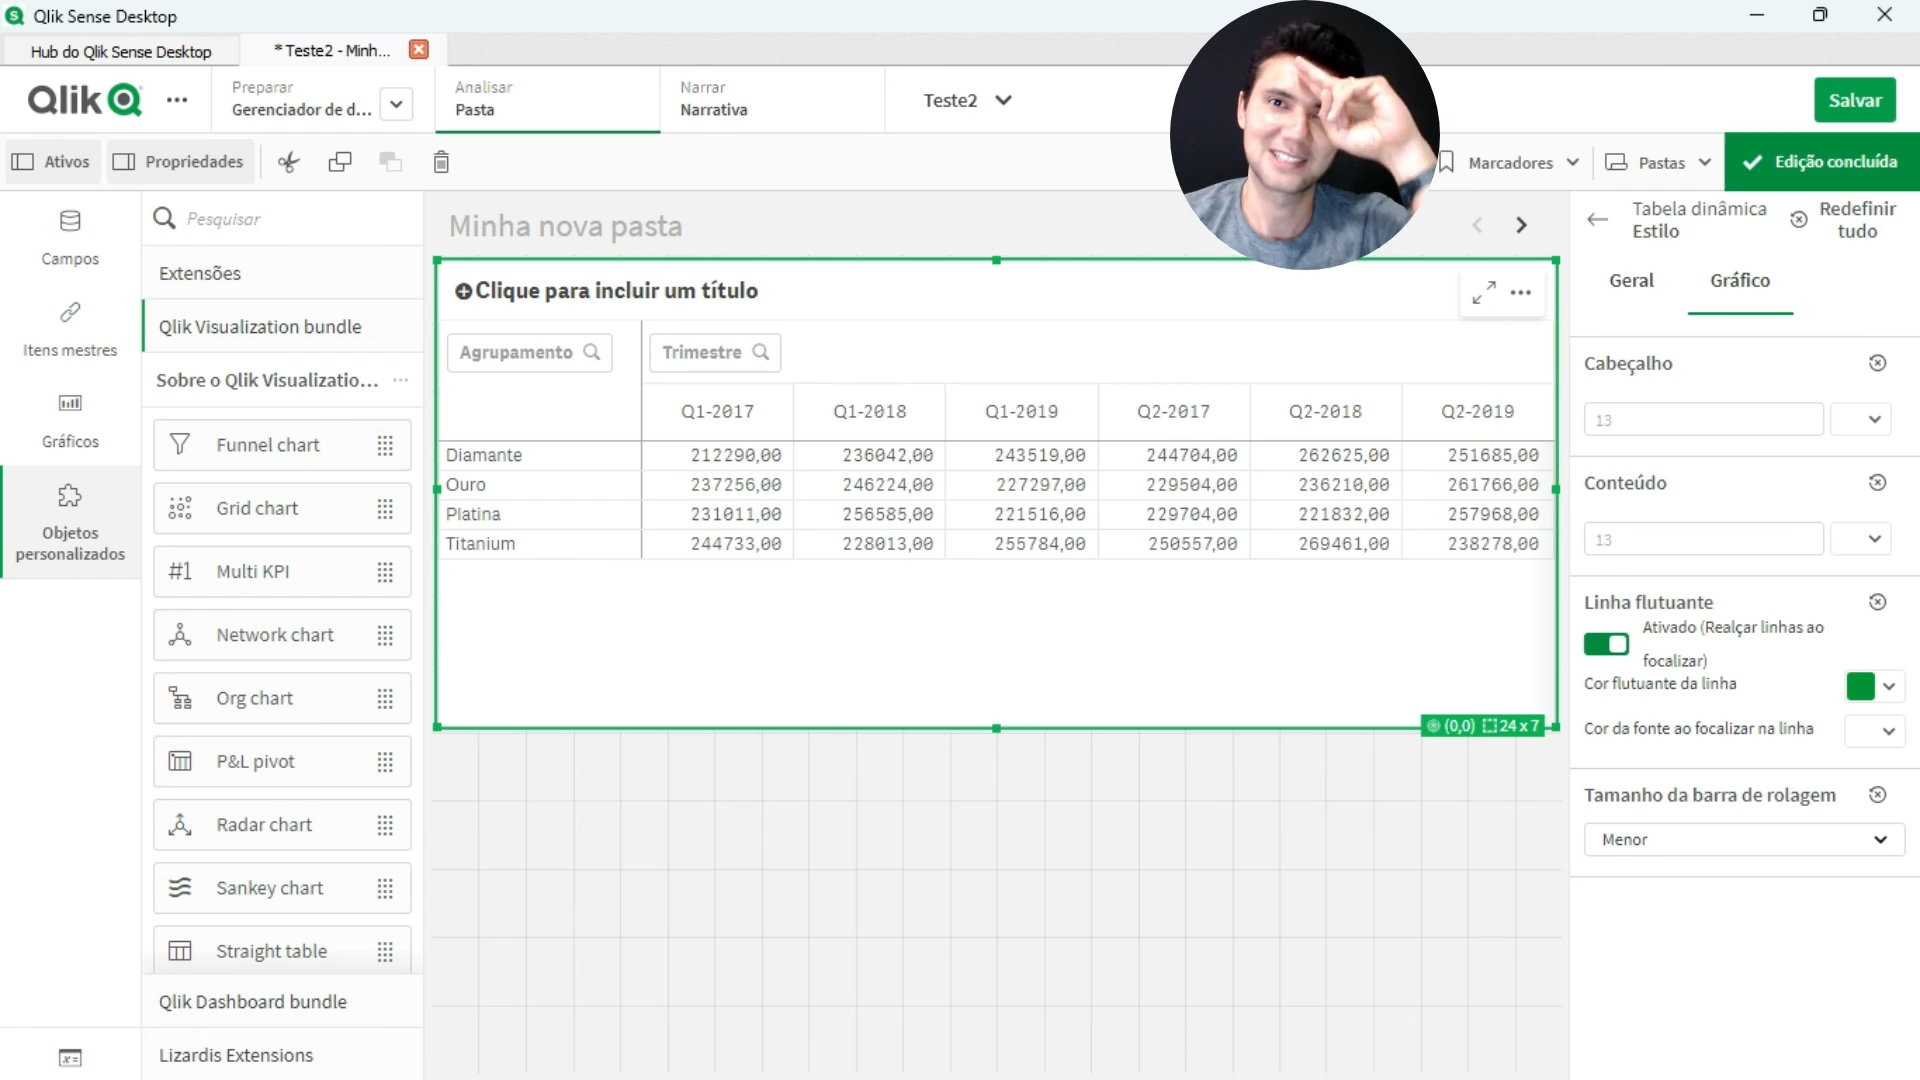 Qlik Sense Desktop
Hub do Qlik Sense Desktop
* Teste2 - Minh...
Qlik
Preparar
Gerenciador de d...
Analisar
Pasta
Narrar
Narrativa
Teste2
Salvar
Ativos
Propriedades
Marcadores
Pastas
Edição concluída
Campos
Itens mestres
Gráficos
Objetos
personalizados
Pesquisar
Extensões
Qlik Visualization bundle
Sobre o Qlik Visualizatio...
Funnel chart
Grid chart
#1 Multi KPI
Network chart
Org chart
P&L pivot
Radar chart
Sankey chart
Straight table
Qlik Dashboard bundle
Lizardis Extensions
Minha nova pasta
Clique para incluir um título
Agrupamento
Trimestre
Q1-2017 Q1-2018 Q1-2019 Q2-2017 Q2-2018 Q2-2019
Diamante 212290,00 236042,00 243519,00 244704,00 262625,00 251685,00
Ouro 237256,00 246224,00 227297,00 229504,00 236210,00 261766,00
Platina 231011,00 256585,00 221516,00 229704,00 221832,00 257968,00
Titanium 244733,00 228013,00 255784,00 250557,00 269461,00 238278,00
(0,0) 24 x 7
Tabela dinâmica
Estilo
Redefinir
tudo
Geral
Gráfico
Cabeçalho
13
Conteúdo
13
Linha flutuante
Ativado (Realçar linhas ao
focalizar)
Cor flutuante da linha
Cor da fonte ao focalizar na linha
Tamanho da barra de rolagem
Menor